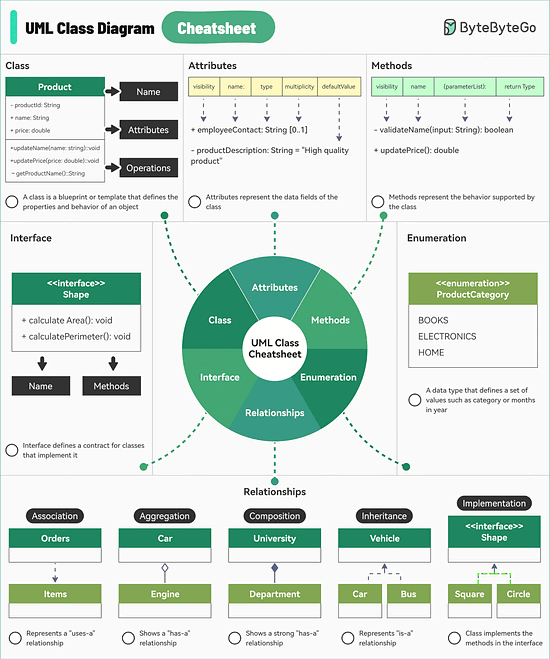 UML Class Diagram Cheatsheet
ByteByteGo
Class
Product
- productId: String
+ name: String
+ price: double
+updateName(name: string):void
+updatePrice(price: double):void
- getProductName():String
Name
Attributes
Operations
A class is a blueprint or template that defines the
properties and behavior of an object
Attributes
visibility name: type multiplicity defaultValue
+ employeeContact: String [0..1]
- productDescription: String = "High quality
product"
Attributes represent the data fields of the
class
Methods
visibility name (parameterList): return Type
- validateName(input: String): boolean
+ updatePrice(): double
Methods represent the behavior supported by
the class
Interface
<<interface>>
Shape
+ calculate Area(): void
+ calculatePerimeter(): void
Name
Methods
Interface defines a contract for classes
that implement it
Attributes
Class
Methods
UML Class
Cheatsheet
Interface
Enumeration
Relationships
Enumeration
<<enumeration>>
ProductCategory
BOOKS
ELECTRONICS
HOME
A data type that defines a set of
values such as category or months
in year
Relationships
Association
Orders
Items
Represents a "uses-a"
relationship
Aggregation
Car
Engine
Shows a "has-a"
relationship
Composition
University
Department
Shows a strong "has-a"
relationship
Inheritance
Vehicle
Car
Bus
Represents "is-a"
relationship
Implementation
<<interface>>
Shape
Square
Circle
Class implements the
methods in the interface